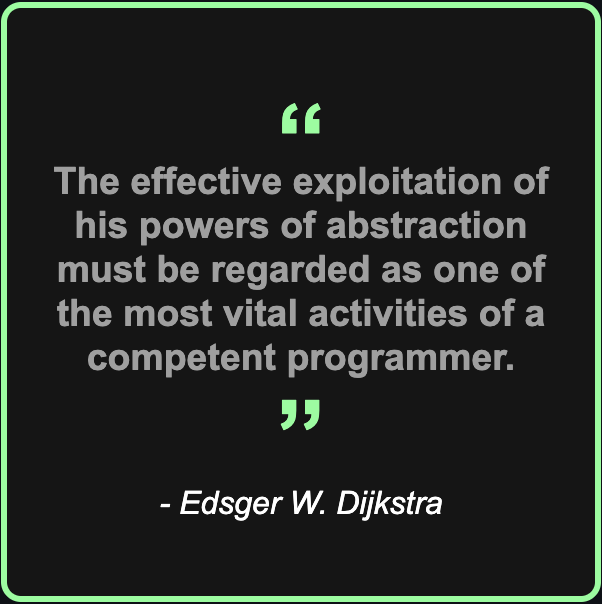 “
The effective exploitation of
his powers of abstraction
must be regarded as one of
the most vital activities of a
competent programmer.
”
- Edsger W. Dijkstra